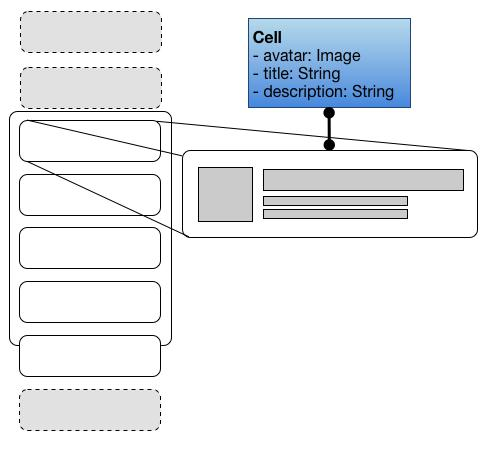 Cell
- avatar: Image
- title: String
- description: String